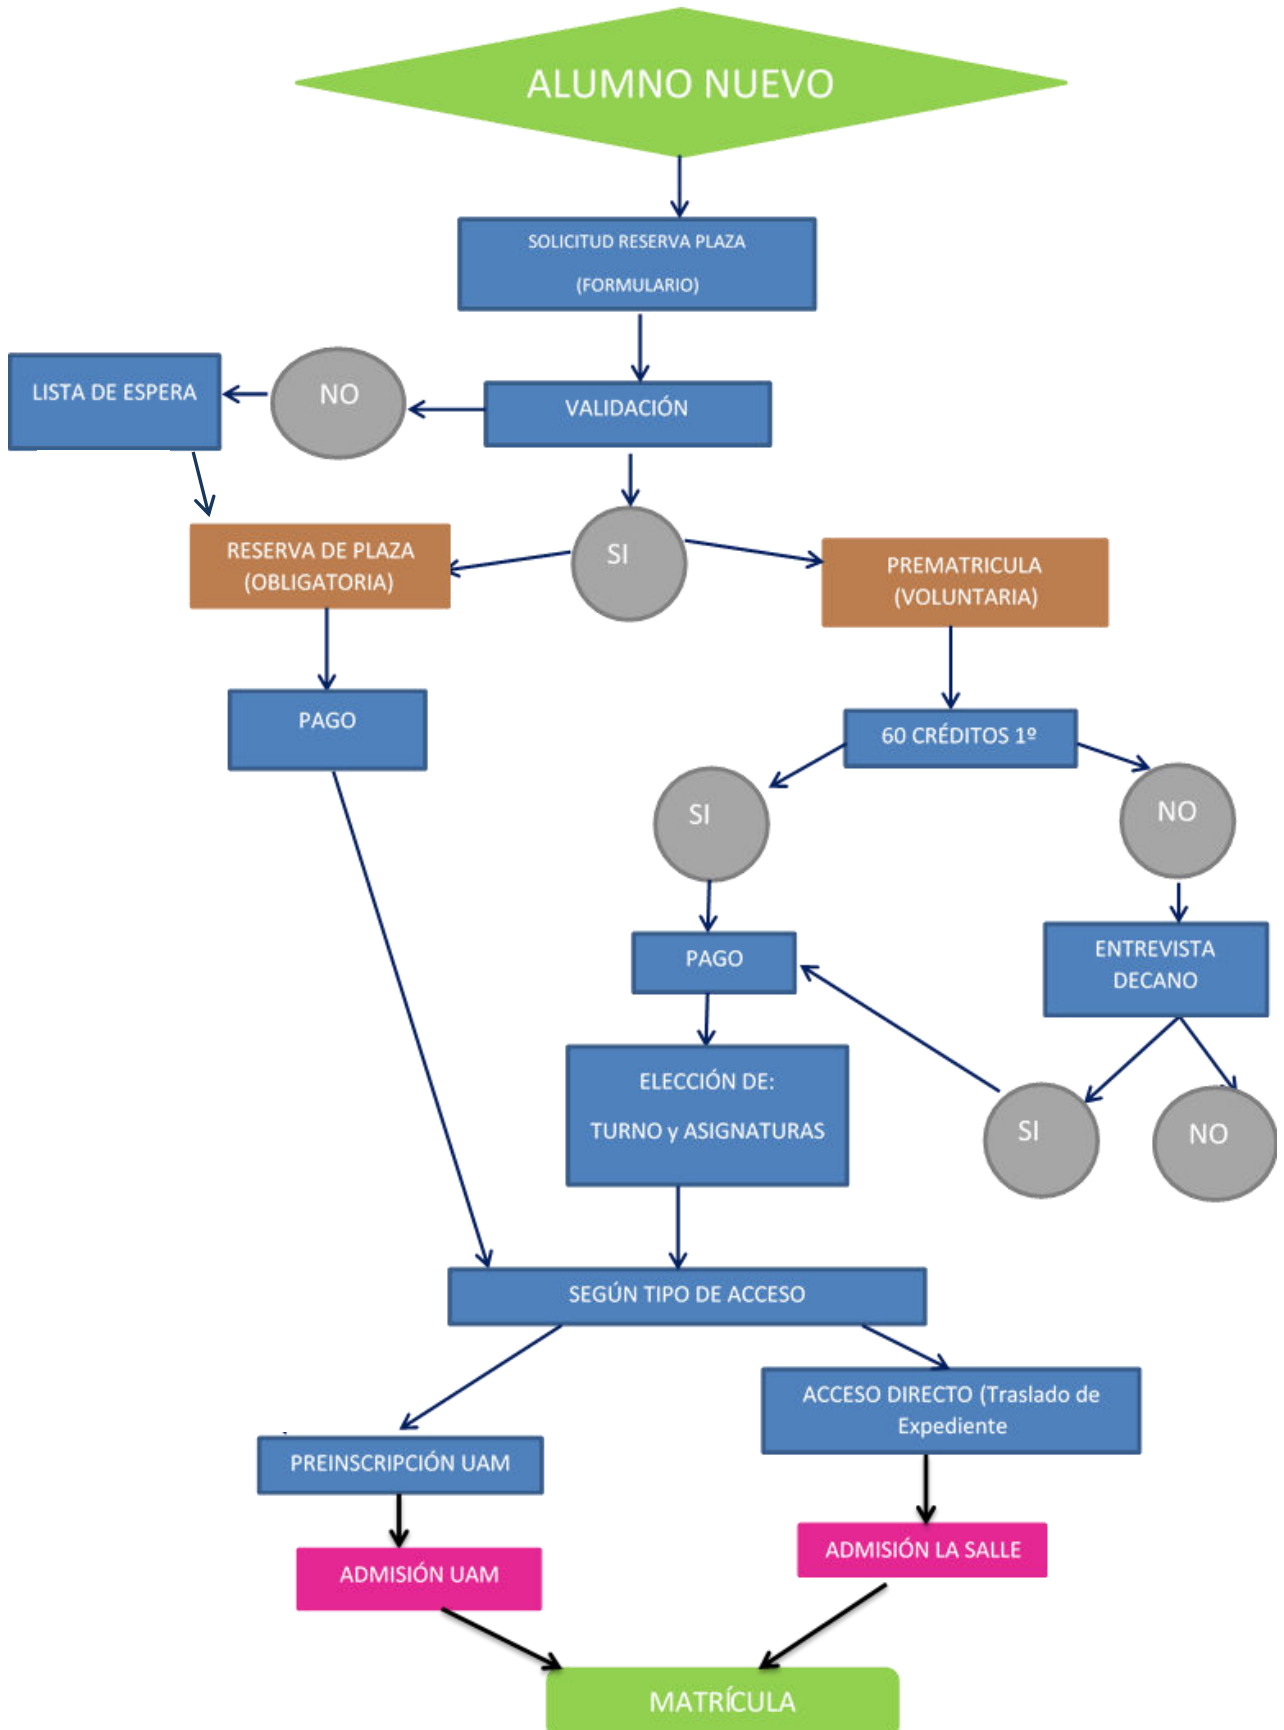 ALUMNO NUEVO
SOLICITUD RESERVA PLAZA
(FORMULARIO)
LISTA DE ESPERA
NO
VALIDACIÓN
RESERVA DE PLAZA
(OBLIGATORIA)
SI
PREMATRICULA
(VOLUNTARIA)
PAGO
60 CRÉDITOS 1º
SI
NO
PAGO
ENTREVISTA
DECANO
ELECCIÓN DE:
TURNO y ASIGNATURAS
SI
NO
SEGÚN TIPO DE ACCESO
ACCESO DIRECTO (Traslado de
Expediente
PREINSCRIPCIÓN UAM
ADMISIÓN LA SALLE
ADMISIÓN UAM
MATRÍCULA